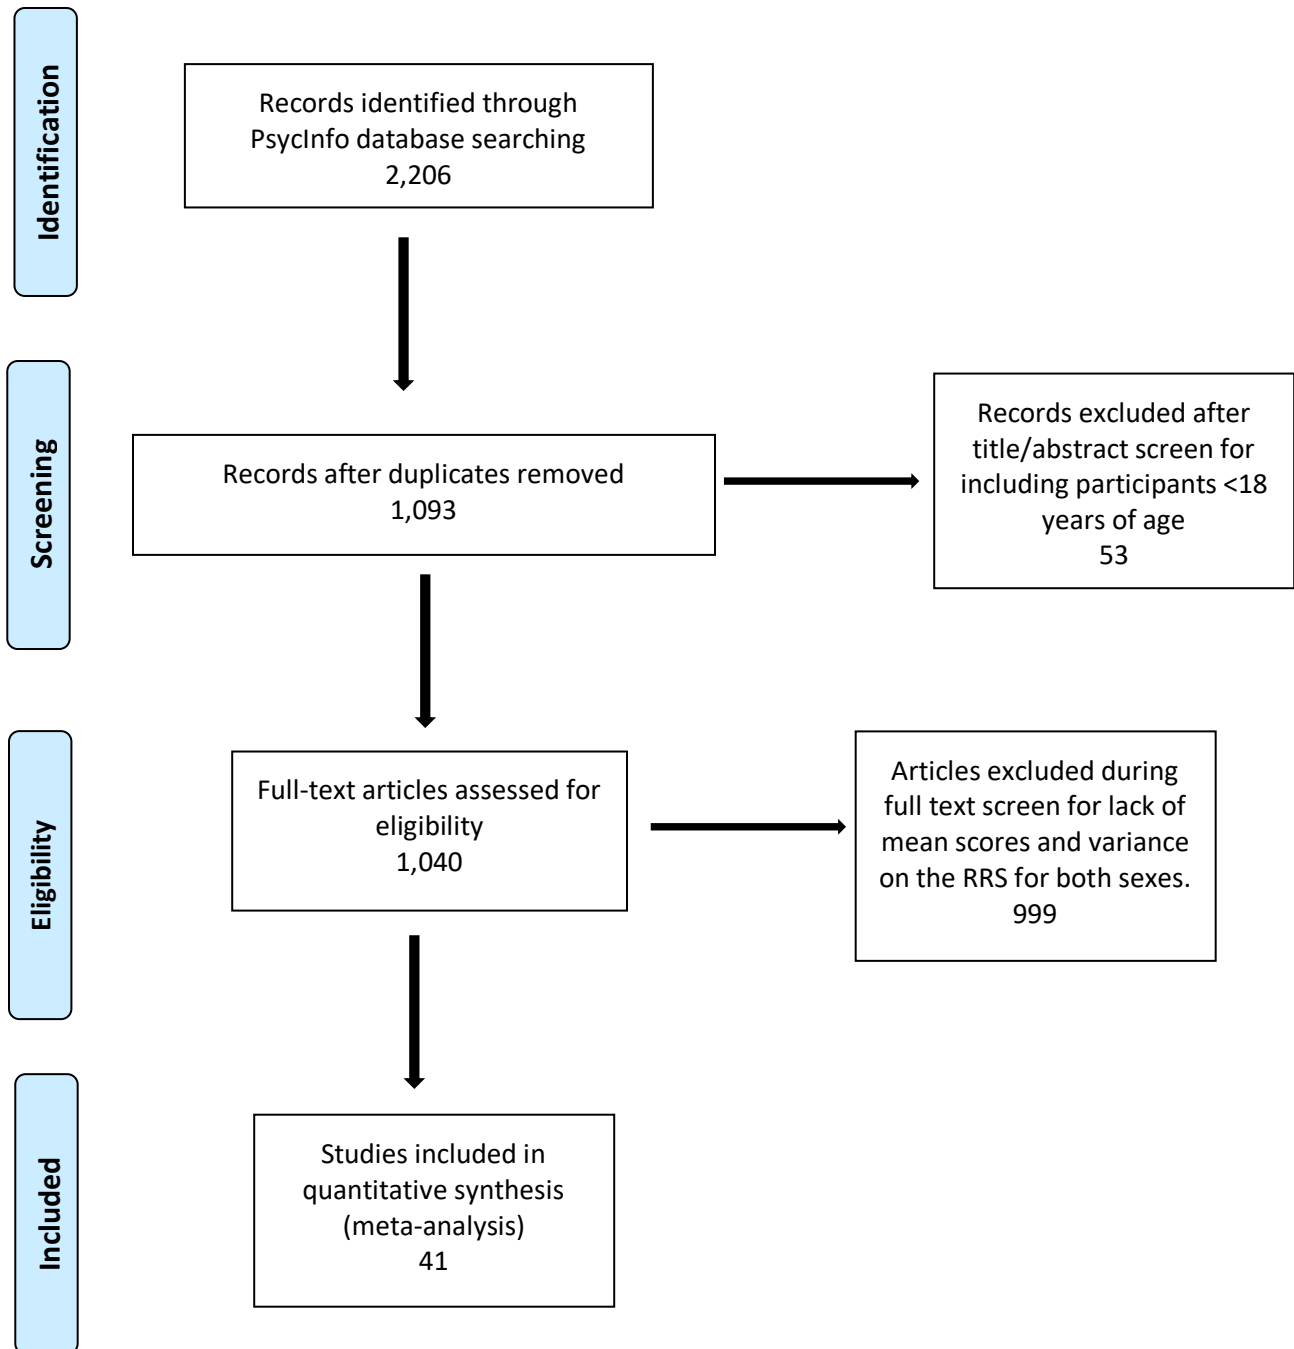 Identification
Records identified through
PsycInfo database searching
2,206
Screening
Records after duplicates removed
1,093
Records excluded after
title/abstract screen for
including participants <18
years of age
53
Eligibility
Full-text articles assessed for
eligibility
1,040
Articles excluded during
full text screen for lack of
mean scores and variance
on the RRS for both sexes.
999
Included
Studies included in
quantitative synthesis
(meta-analysis)
41